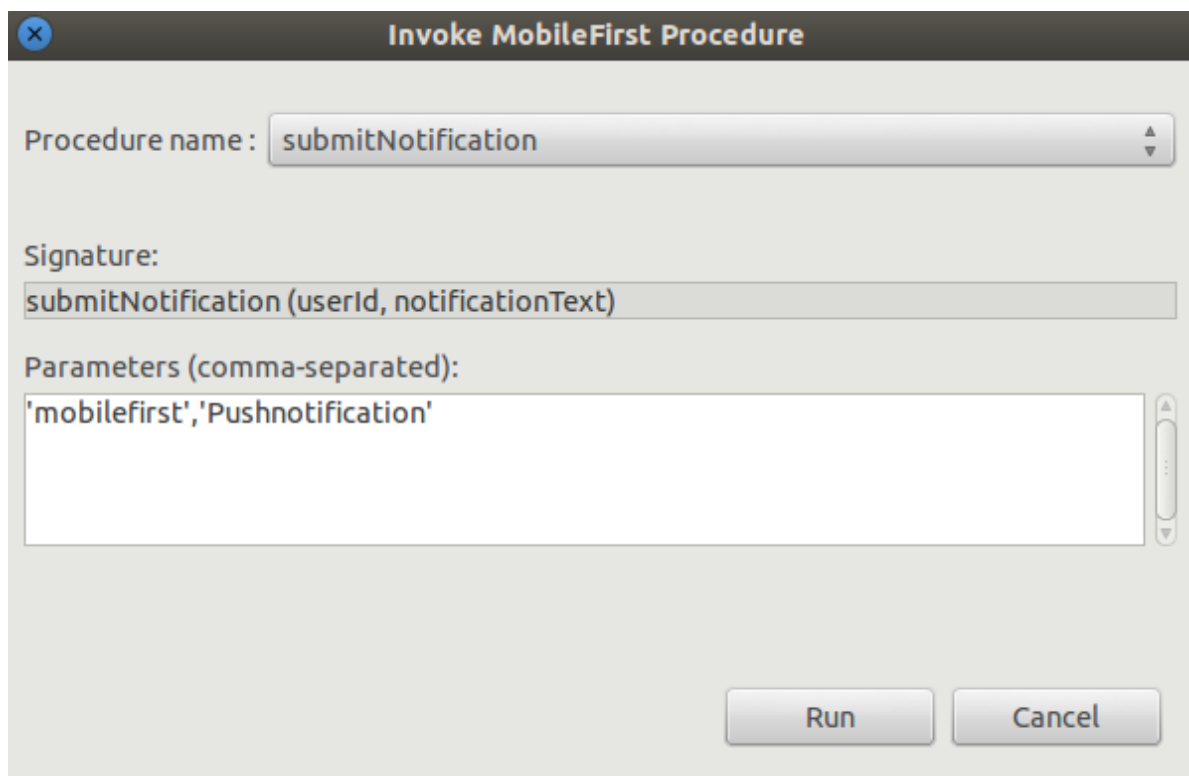 Invoke MobileFirst Procedure
Procedure name : submitNotification
Signature:
submitNotification (userId, notificationText)
Parameters (comma-separated):
'mobilefirst','Pushnotification'
Run Cancel